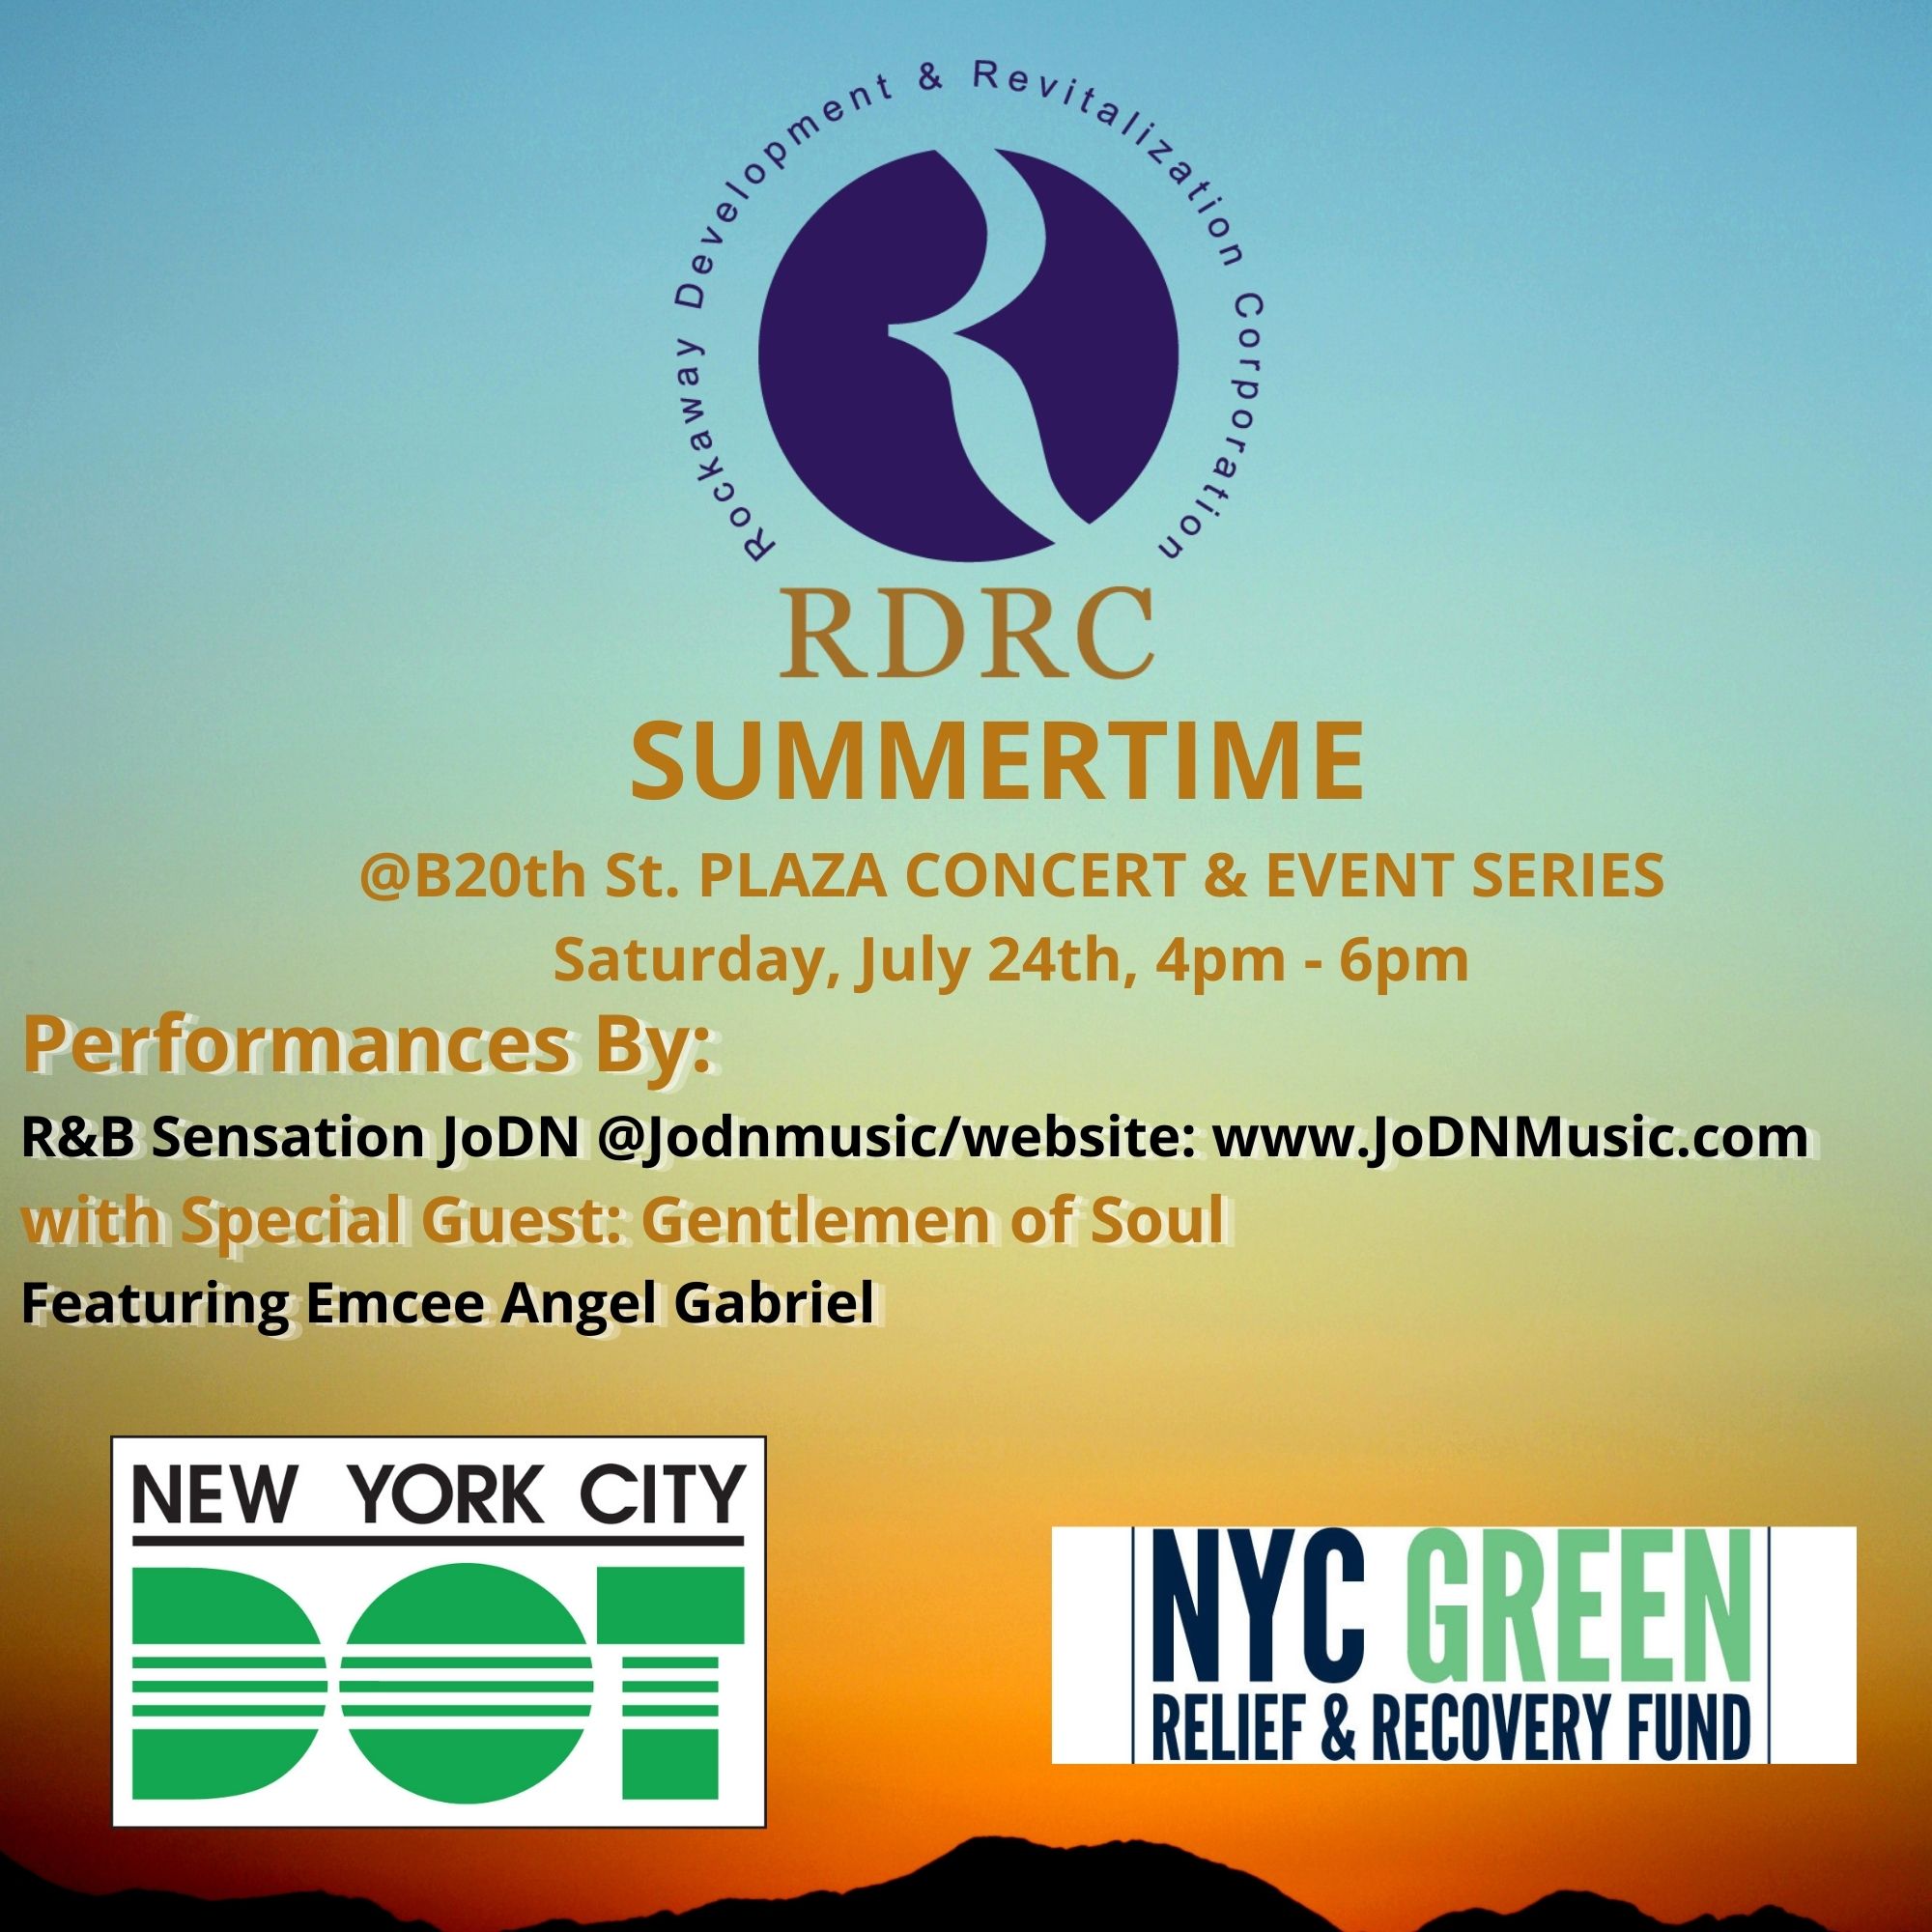 Rockaway Development & Revitalization Corporation
RDRC
SUMMERTIME
@B20th St. PLAZA CONCERT & EVENT SERIES
Saturday, July 24th, 4pm - 6pm
Performances By:
R&B Sensation JoDN @Jodnmusic/website: www.JoDNMusic.com
with Special Guest: Gentlemen of Soul
Featuring Emcee Angel Gabriel
NEW YORK CITY
DOT
NYC GREEN
RELIEF & RECOVERY FUND